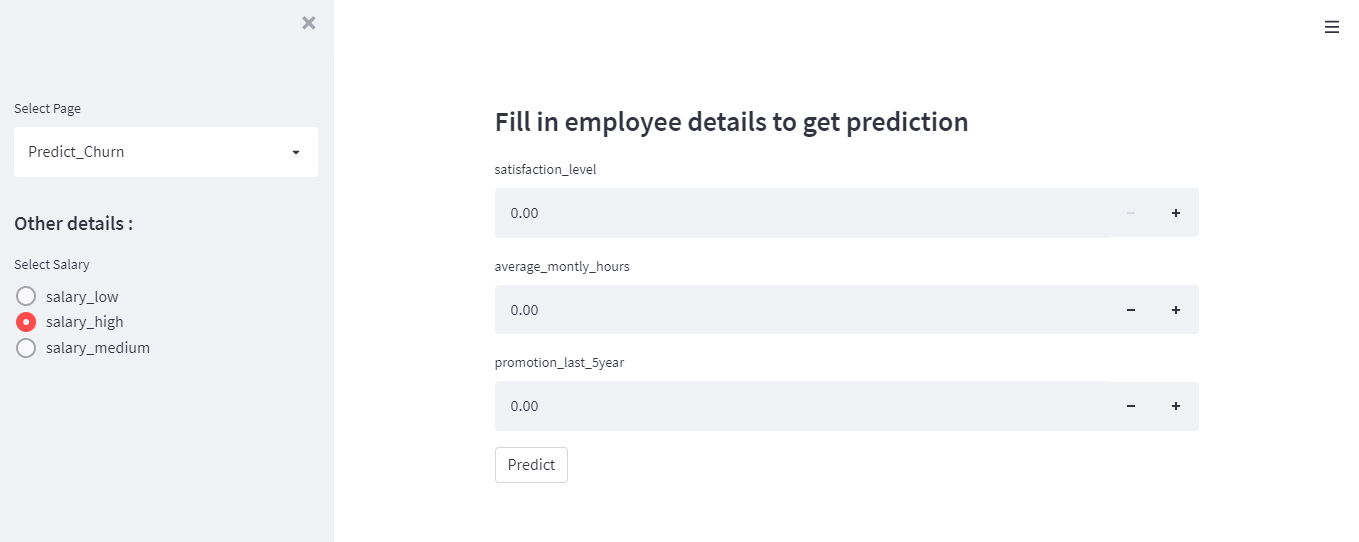 Select Page
Predict_Churn
Other details :
Select Salary
salary_low
salary_high
salary_medium
Fill in employee details to get prediction
satisfaction_level
0.00
average_montly_hours
0.00
promotion_last_5year
0.00
Predict